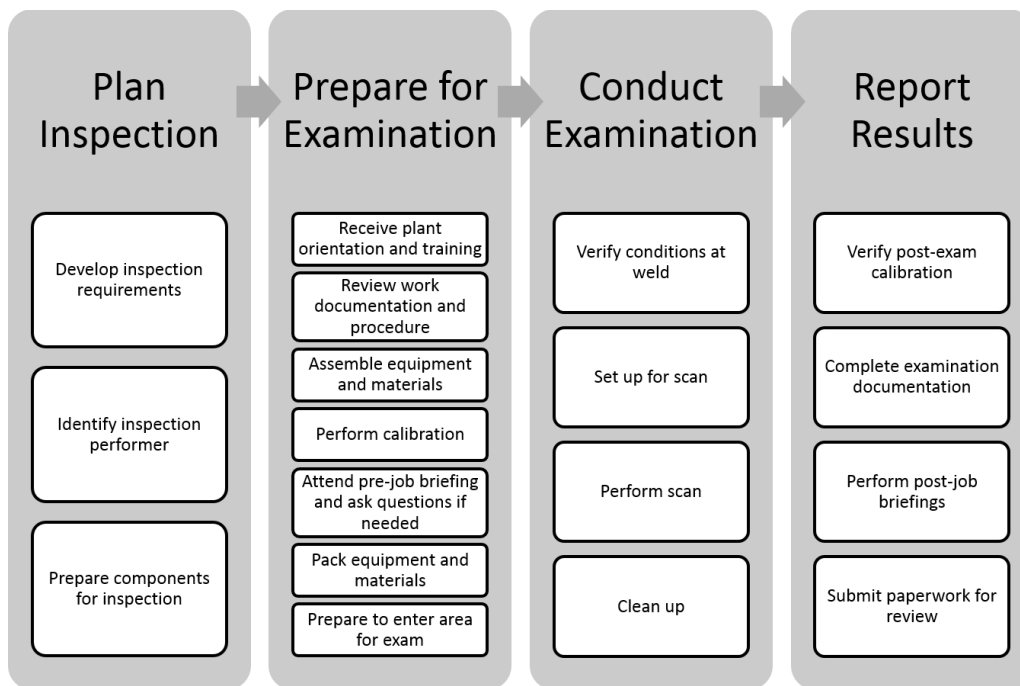 Plan
Inspection
Develop inspection
requirements
Identify inspection
performer
Prepare components
for inspection
Prepare for
Examination
Receive plant
orientation and training
Review work
documentation and
procedure
Assemble equipment
and materials
Perform calibration
Attend pre-job briefing
and ask questions if
needed
Pack equipment and
materials
Prepare to enter area
for exam
Conduct
Examination
Verify conditions at
weld
Set up for scan
Perform scan
Clean up
Report
Results
Verify post-exam
calibration
Complete examination
documentation
Perform post-job
briefings
Submit paperwork for
review